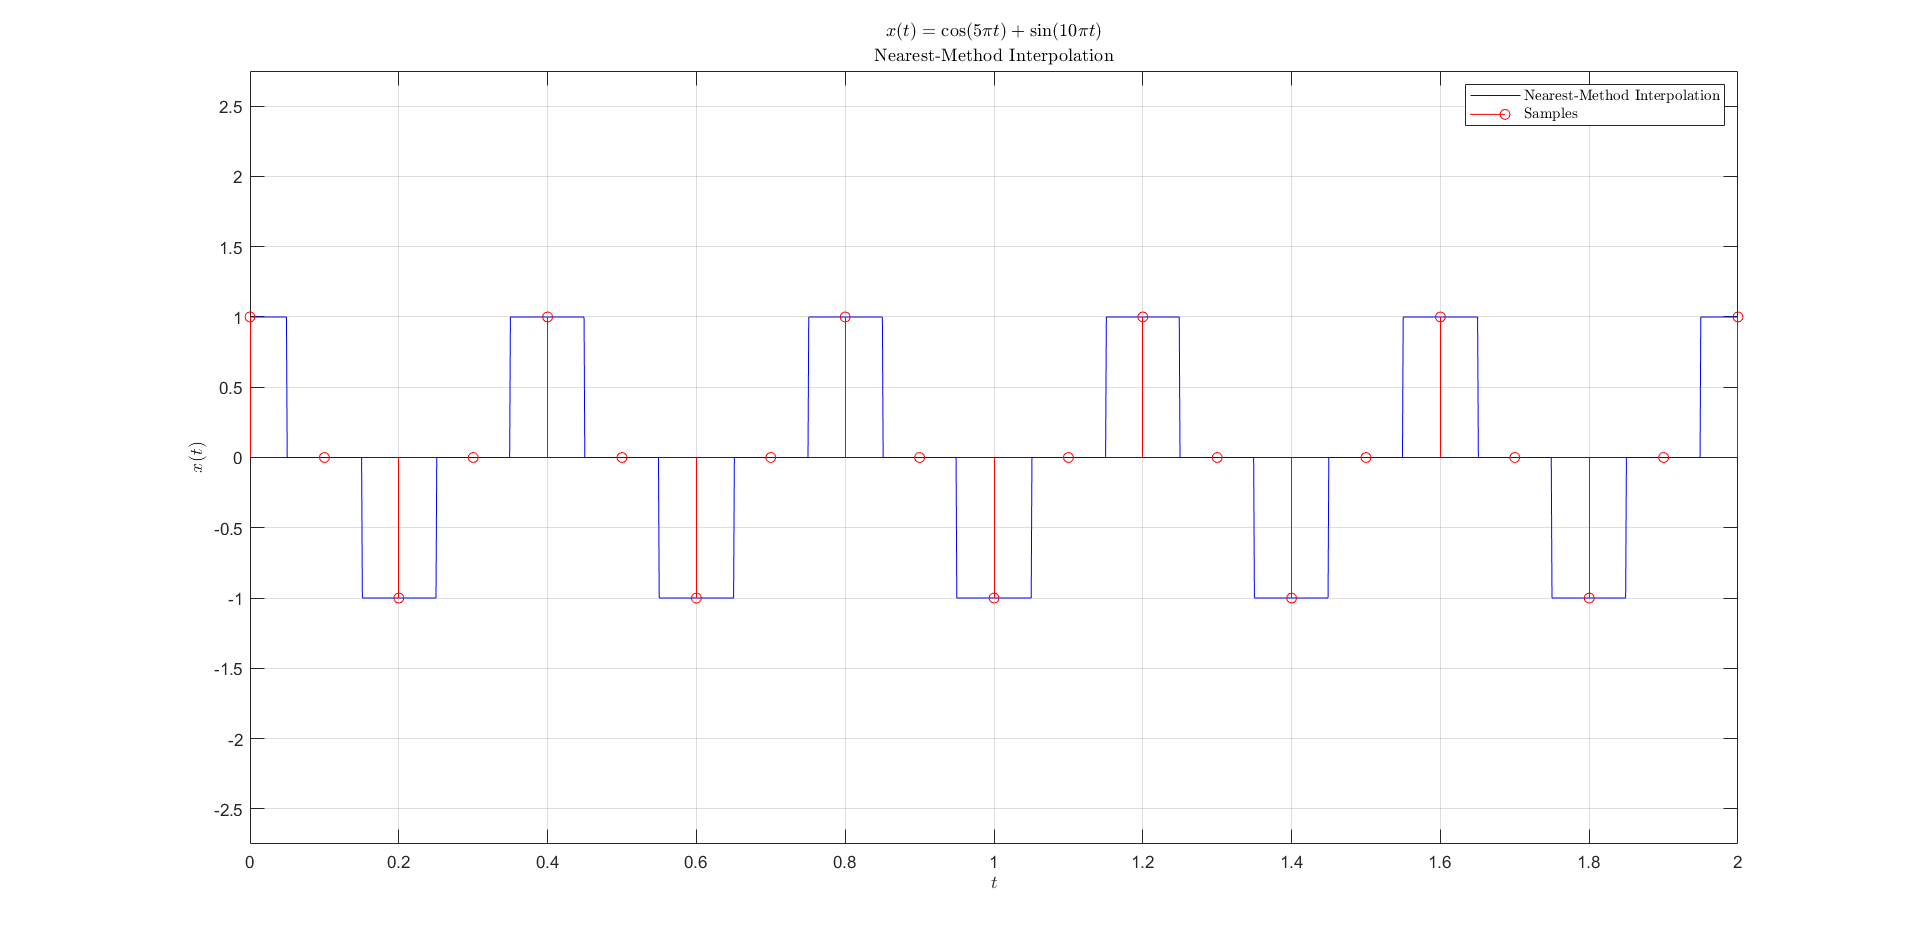 x(t) = cos(5πt) + sin(10πt)
Nearest-Method Interpolation
Nearest-Method Interpolation
Samples
2.5
2
1.5
1
0.5
0
-0.5
-1
-1.5
-2
-2.5
x(t)
0 0.2 0.4 0.6 0.8 1 1.2 1.4 1.6 1.8 2
t